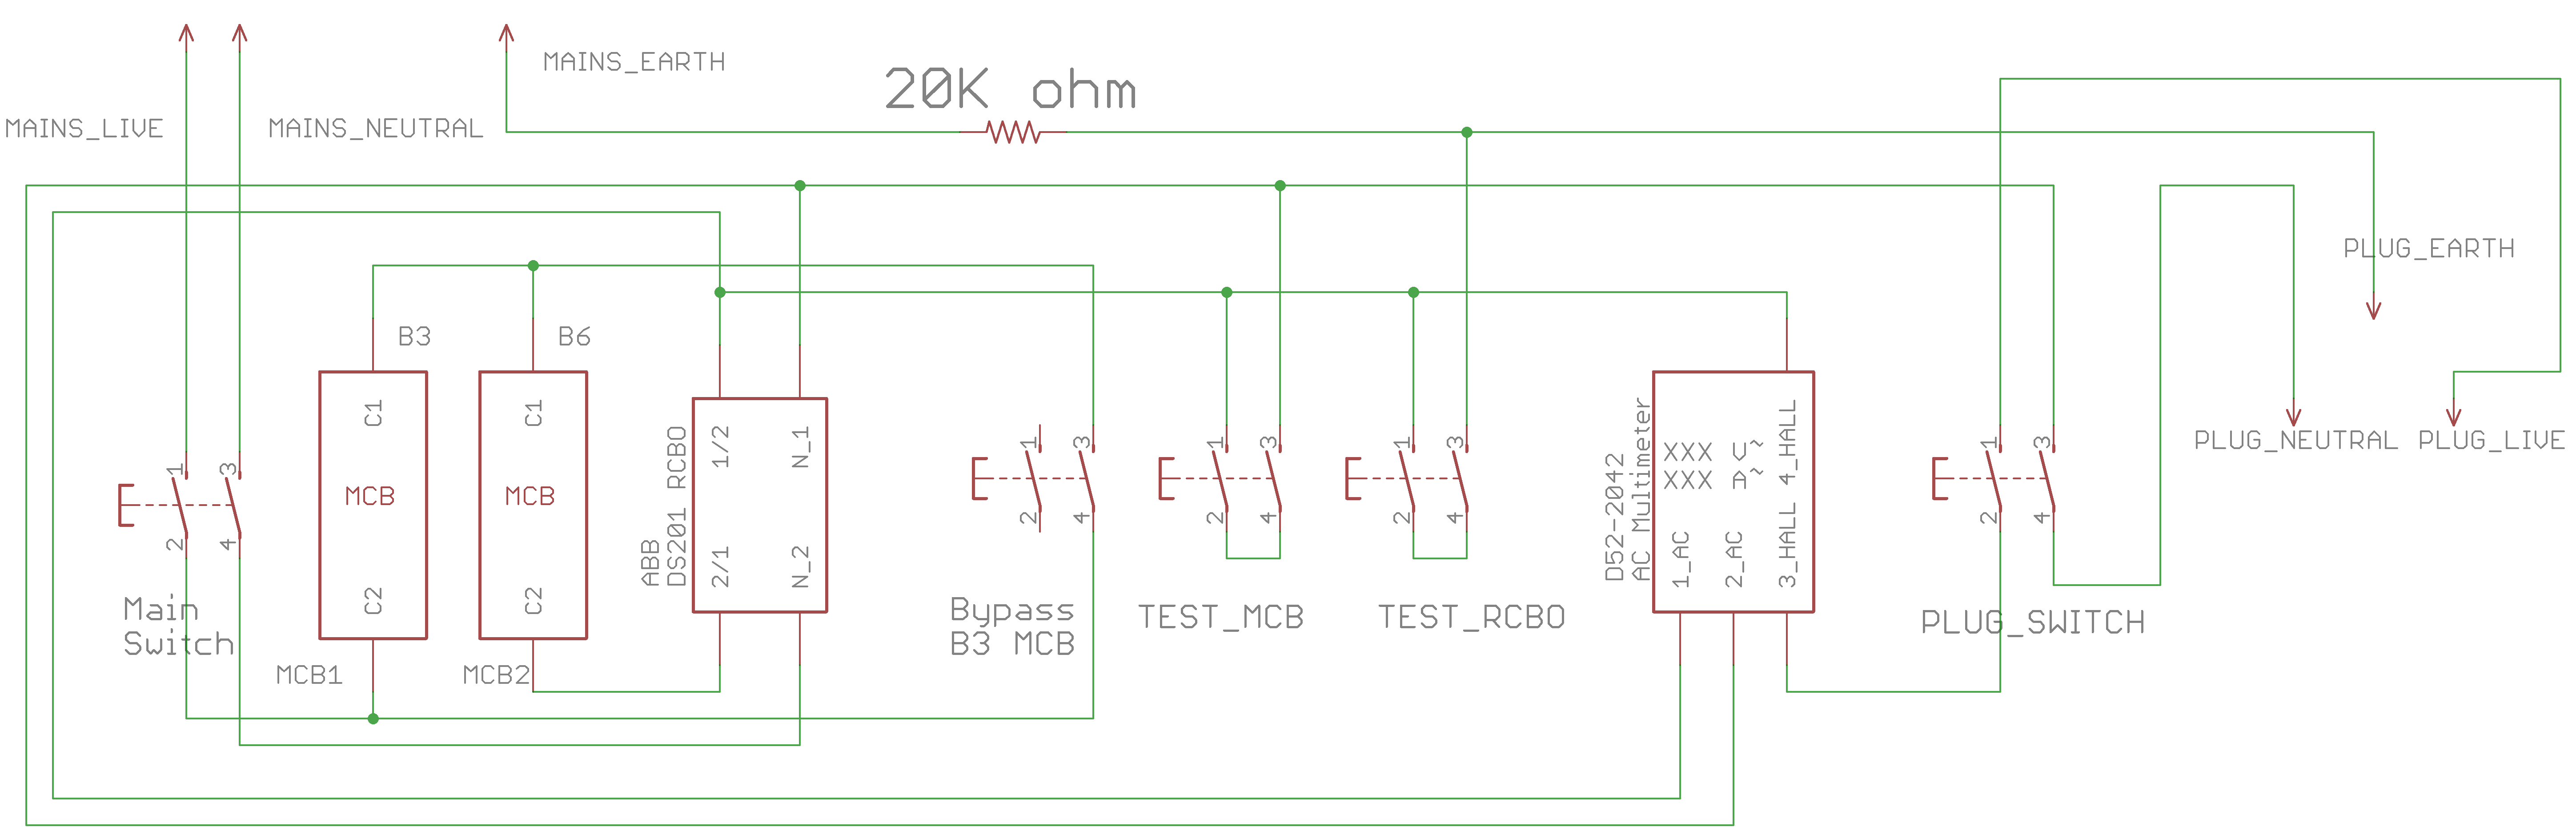 MAINS_LIVE
MAINS_NEUTRAL
MAINS_EARTH
20K ohm
PLUG_EARTH
PLUG_NEUTRAL
PLUG_LIVE
1
3
2
4
Main
Switch
B3
C1
MCB
C2
MCB1
B6
C1
MCB
C2
MCB2
ABB
DS201 RCBO
1/2
N_1
2/1
N_2
1
3
2
4
Bypass
B3 MCB
1
3
2
4
TEST_MCB
1
3
2
4
TEST_RCBO
D52-2042
AC Multimeter
XXX V~
XXX A~
4_HALL
1_AC
2_AC
3_HALL
1
3
2
4
PLUG_SWITCH